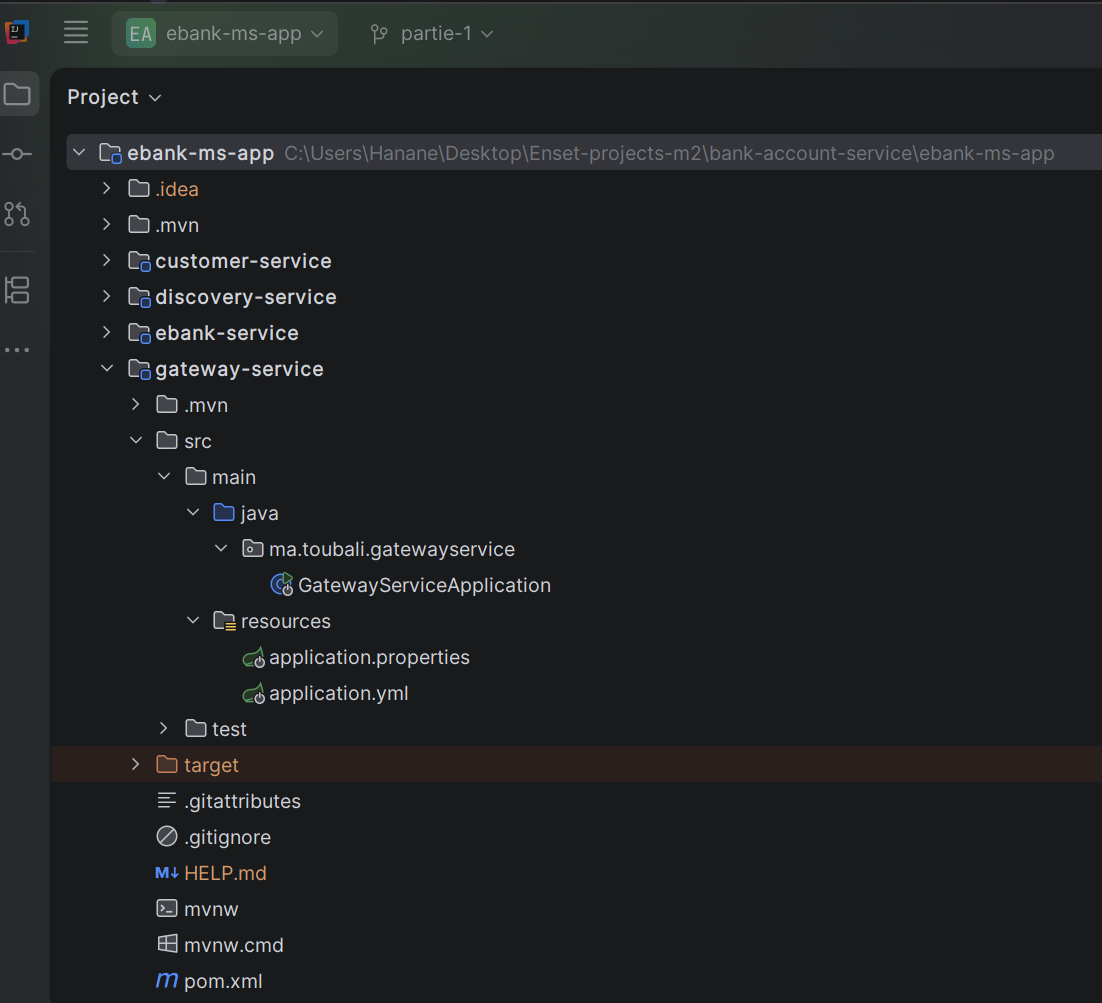 EA ebank-ms-app partie-1
Project
ebank-ms-app C:\Users\Hanane\Desktop\Enset-projects-m2\bank-account-service\ebank-ms-app
.idea
.mvn
customer-service
discovery-service
ebank-service
gateway-service
.mvn
src
main
java
ma.toubali.gatewayservice
GatewayServiceApplication
resources
application.properties
application.yml
test
target
.gitattributes
.gitignore
M↓ HELP.md
mvnw
mvnw.cmd
m pom.xml